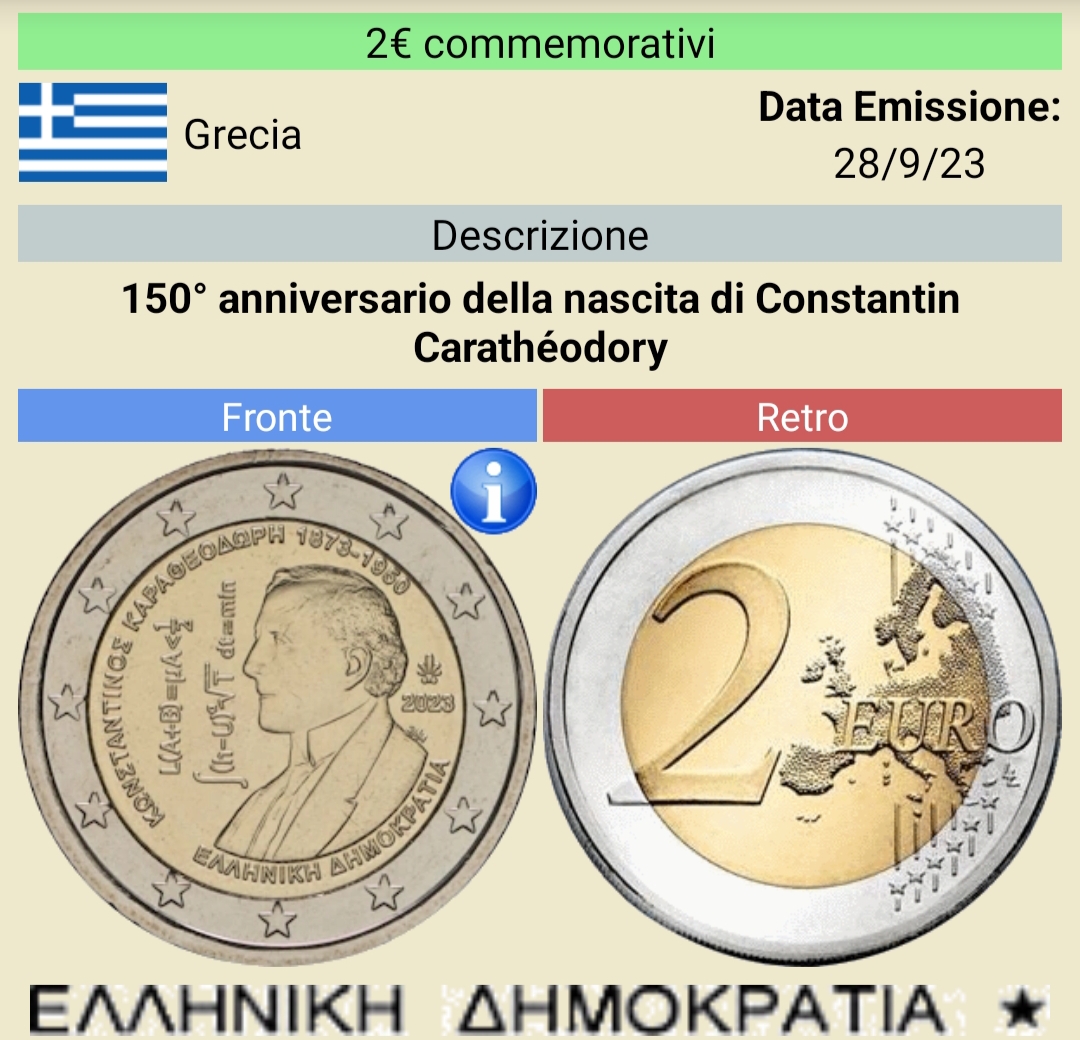 2€ commemorativi
Grecia
Data Emissione:
28/9/23
Descrizione
150° anniversario della nascita di Constantin
Carathéodory
Fronte
Retro
ΚΩΝΣΤΑΝΤΙΝΟΣ ΚΑΡΑΘΕΟΔΩΡΗ 1873-1950
2023
ΕΛΛΗΝΙΚΗ ΔΗΜΟΚΡΑΤΙΑ
2 EURO
ΕΛΛΗΝΙΚΗ ΔΗΜΟΚΡΑΤΙΑ ★